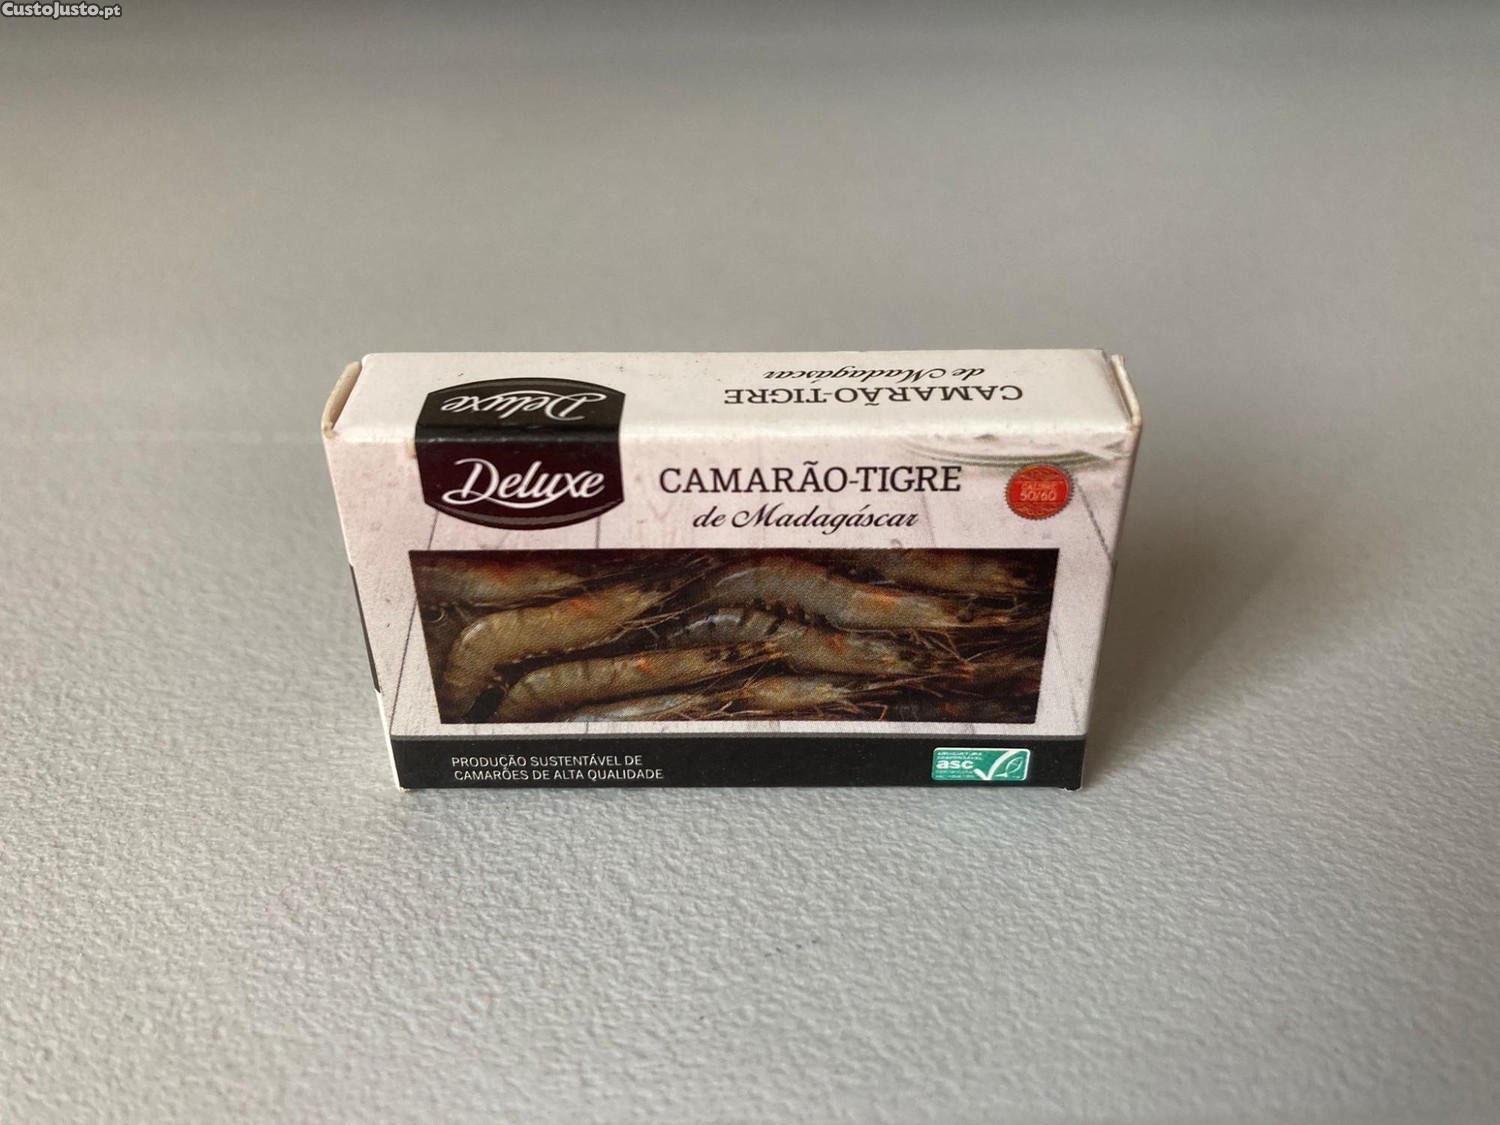 CustoJusto.pt
CAMARÃO-TIGRE
de Madagáscar
Deluxe
Deluxe
CAMARÃO-TIGRE
de Madagáscar
50/60
PRODUÇÃO SUSTENTÁVEL DE
CAMARÕES DE ALTA QUALIDADE
asc